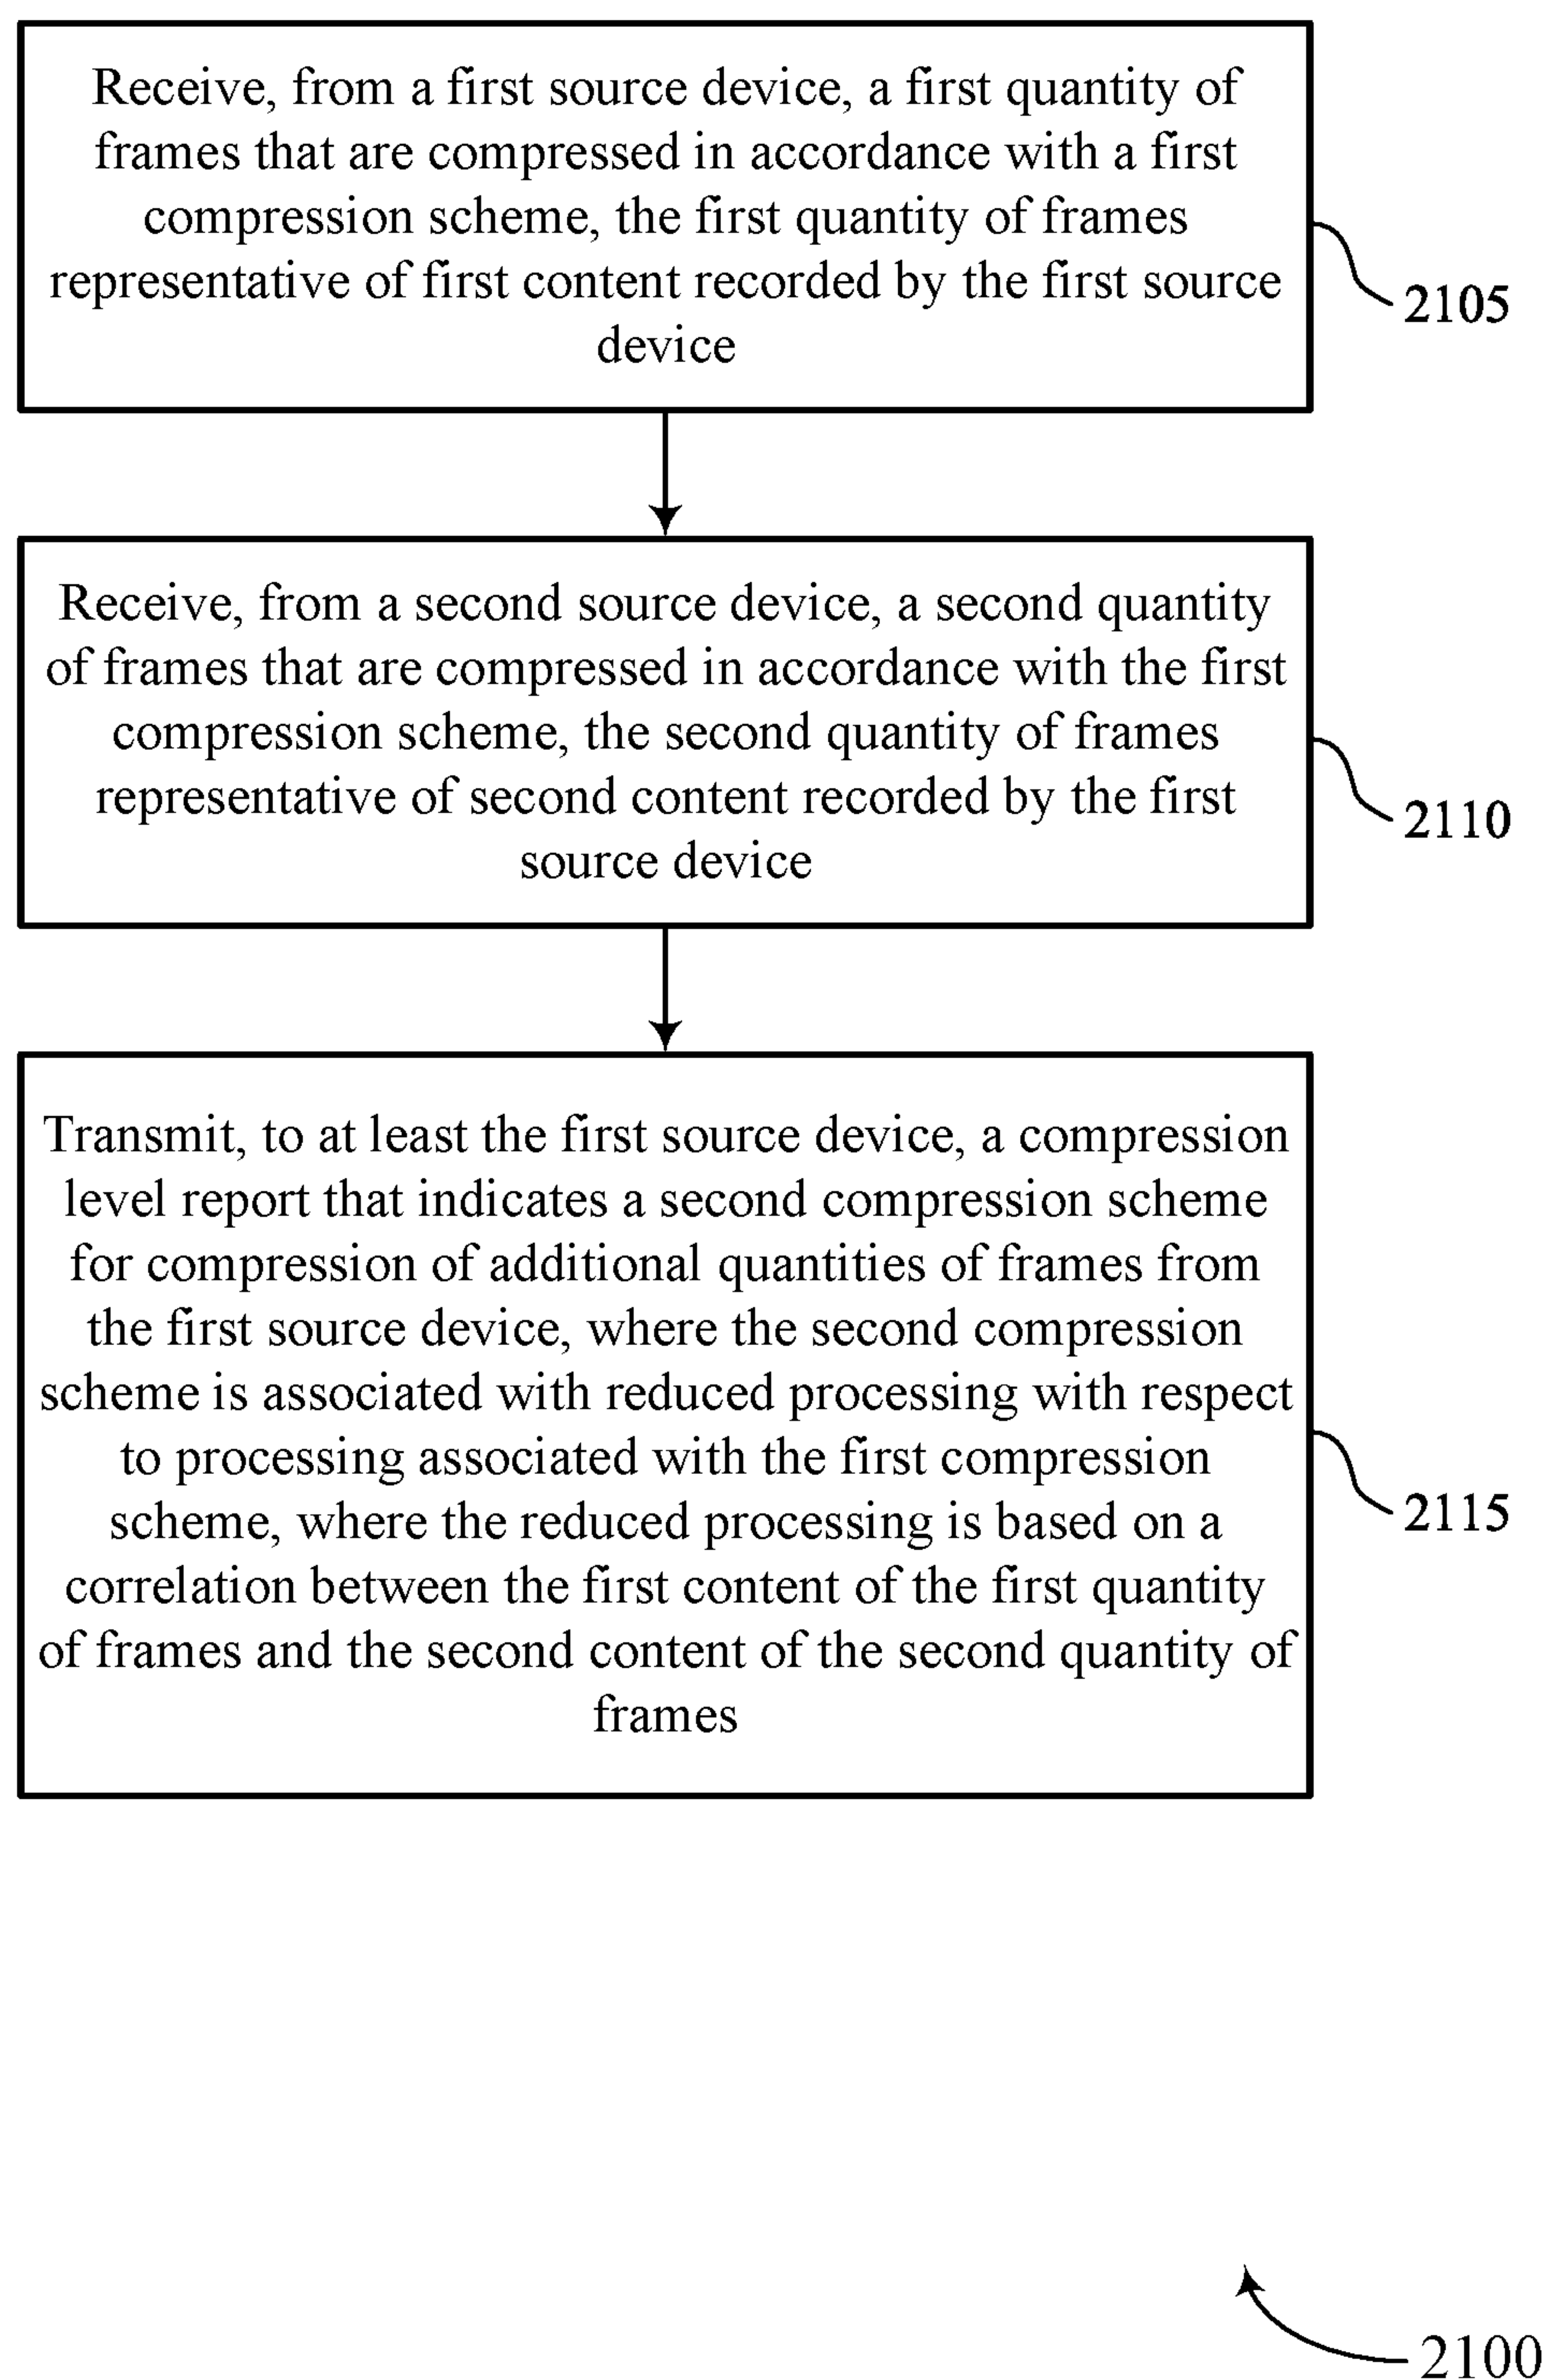 Receive, from a first source device, a first quantity of
frames that are compressed in accordance with a first
compression scheme, the first quantity of frames
representative of first content recorded by the first source
device
2105
Receive, from a second source device, a second quantity
of frames that are compressed in accordance with the first
compression scheme, the second quantity of frames
representative of second content recorded by the first
source device
2110
Transmit, to at least the first source device, a compression
level report that indicates a second compression scheme
for compression of additional quantities of frames from
the first source device, where the second compression
scheme is associated with reduced processing with respect
to processing associated with the first compression
scheme, where the reduced processing is based on a
correlation between the first content of the first quantity
of frames and the second content of the second quantity of
frames
2115
2100